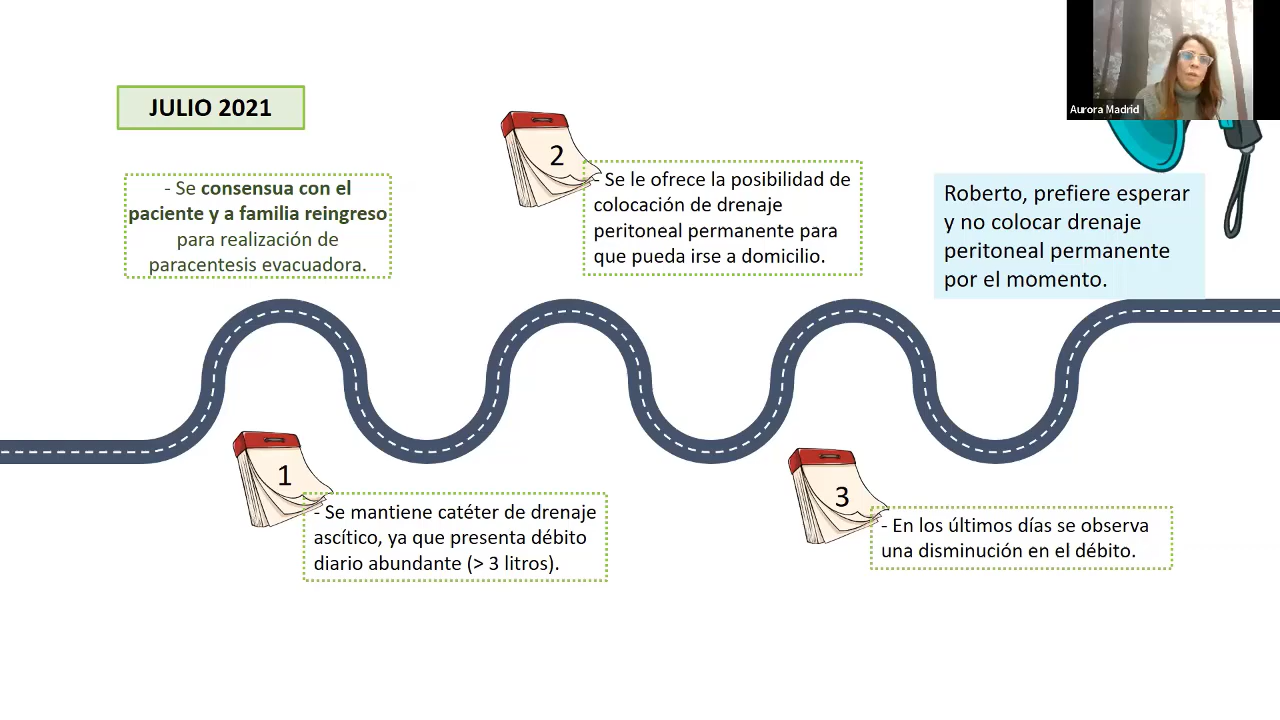 JULIO 2021
- Se consensua con el
paciente y a familia reingreso
para realización de
paracentesis evacuadora.
1
- Se mantiene catéter de drenaje
ascítico, ya que presenta débito
diario abundante (> 3 litros).
2
- Se le ofrece la posibilidad de
colocación de drenaje
peritoneal permanente para
que pueda irse a domicilio.
3
- En los últimos días se observa
una disminución en el débito.
Roberto, prefiere esperar
y no colocar drenaje
peritoneal permanente
por el momento.
Aurora Madrid